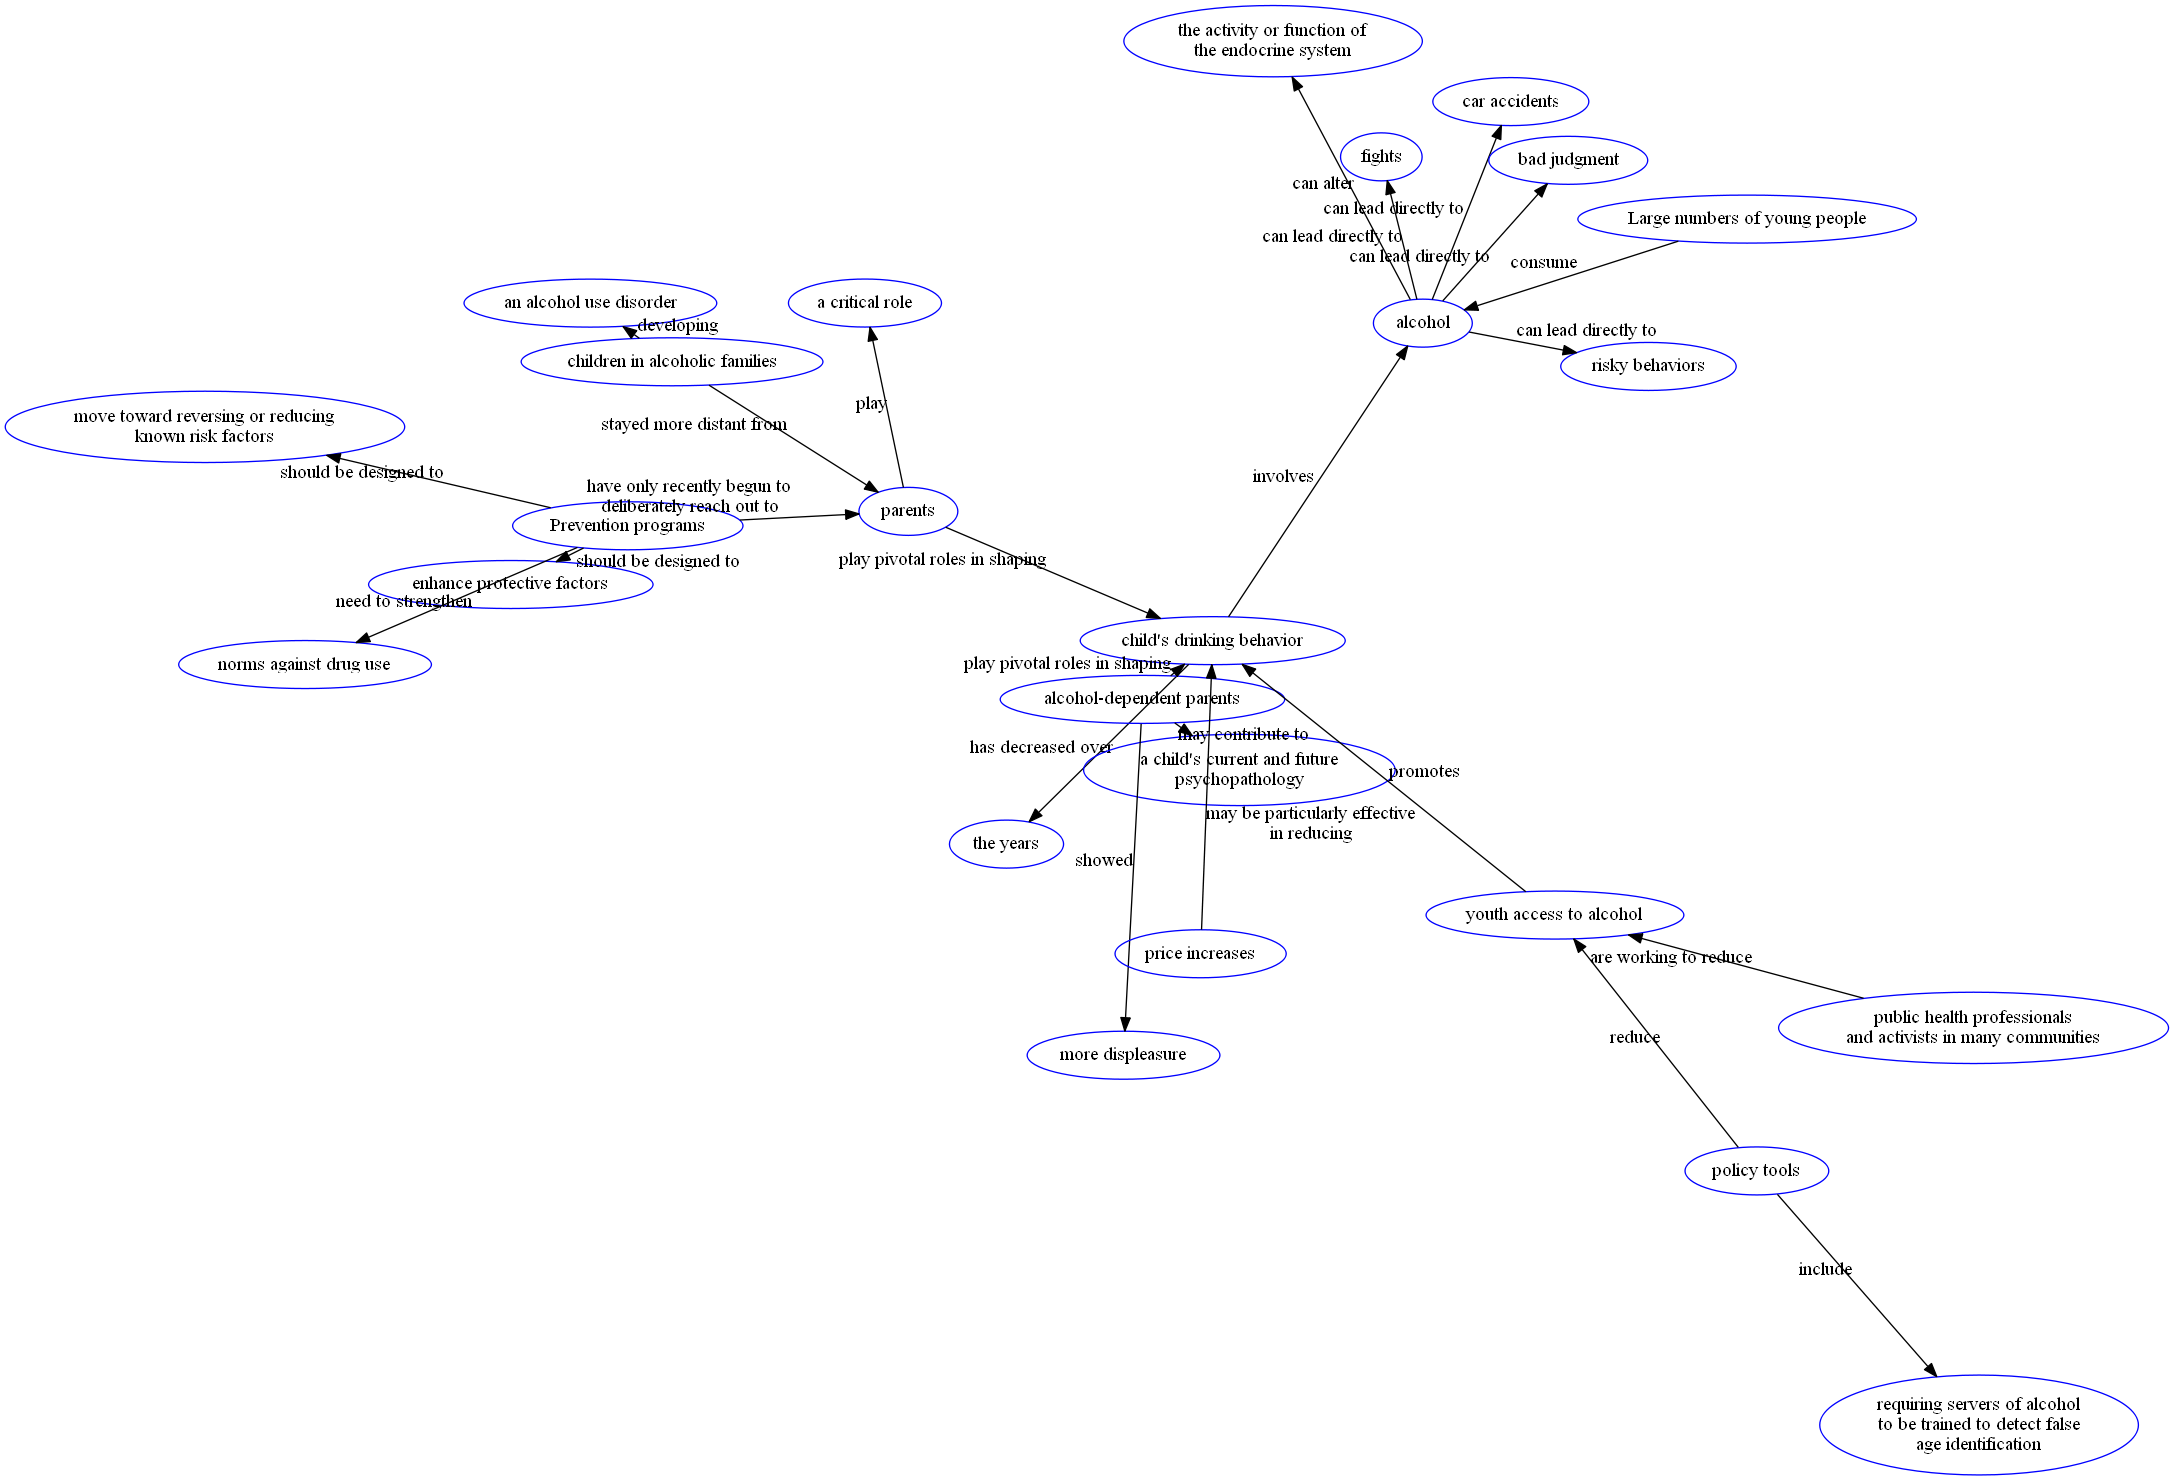 the activity or function of
the endocrine system
car accidents
fights
bad judgment
can alter
can lead directly to
Large numbers of young people
can lead directly to
can lead directly to
consume
an alcohol use disorder
a critical role
developing
alcohol
can lead directly to
children in alcoholic families
risky behaviors
play
move toward reversing or reducing
known risk factors
stayed more distant from
should be designed to
involves
have only recently begun to
deliberately reach out to
parents
Prevention programs
play pivotal roles in shaping
should be designed to
enhance protective factors
need to strengthen
child's drinking behavior
norms against drug use
play pivotal roles in shaping
alcohol-dependent parents
may contribute to
has decreased over
a child's current and future
psychopathology
promotes
may be particularly effective
in reducing
the years
showed
youth access to alcohol
price increases
are working to reduce
public health professionals
and activists in many communities
reduce
more displeasure
policy tools
include
requiring servers of alcohol
to be trained to detect false
age identification